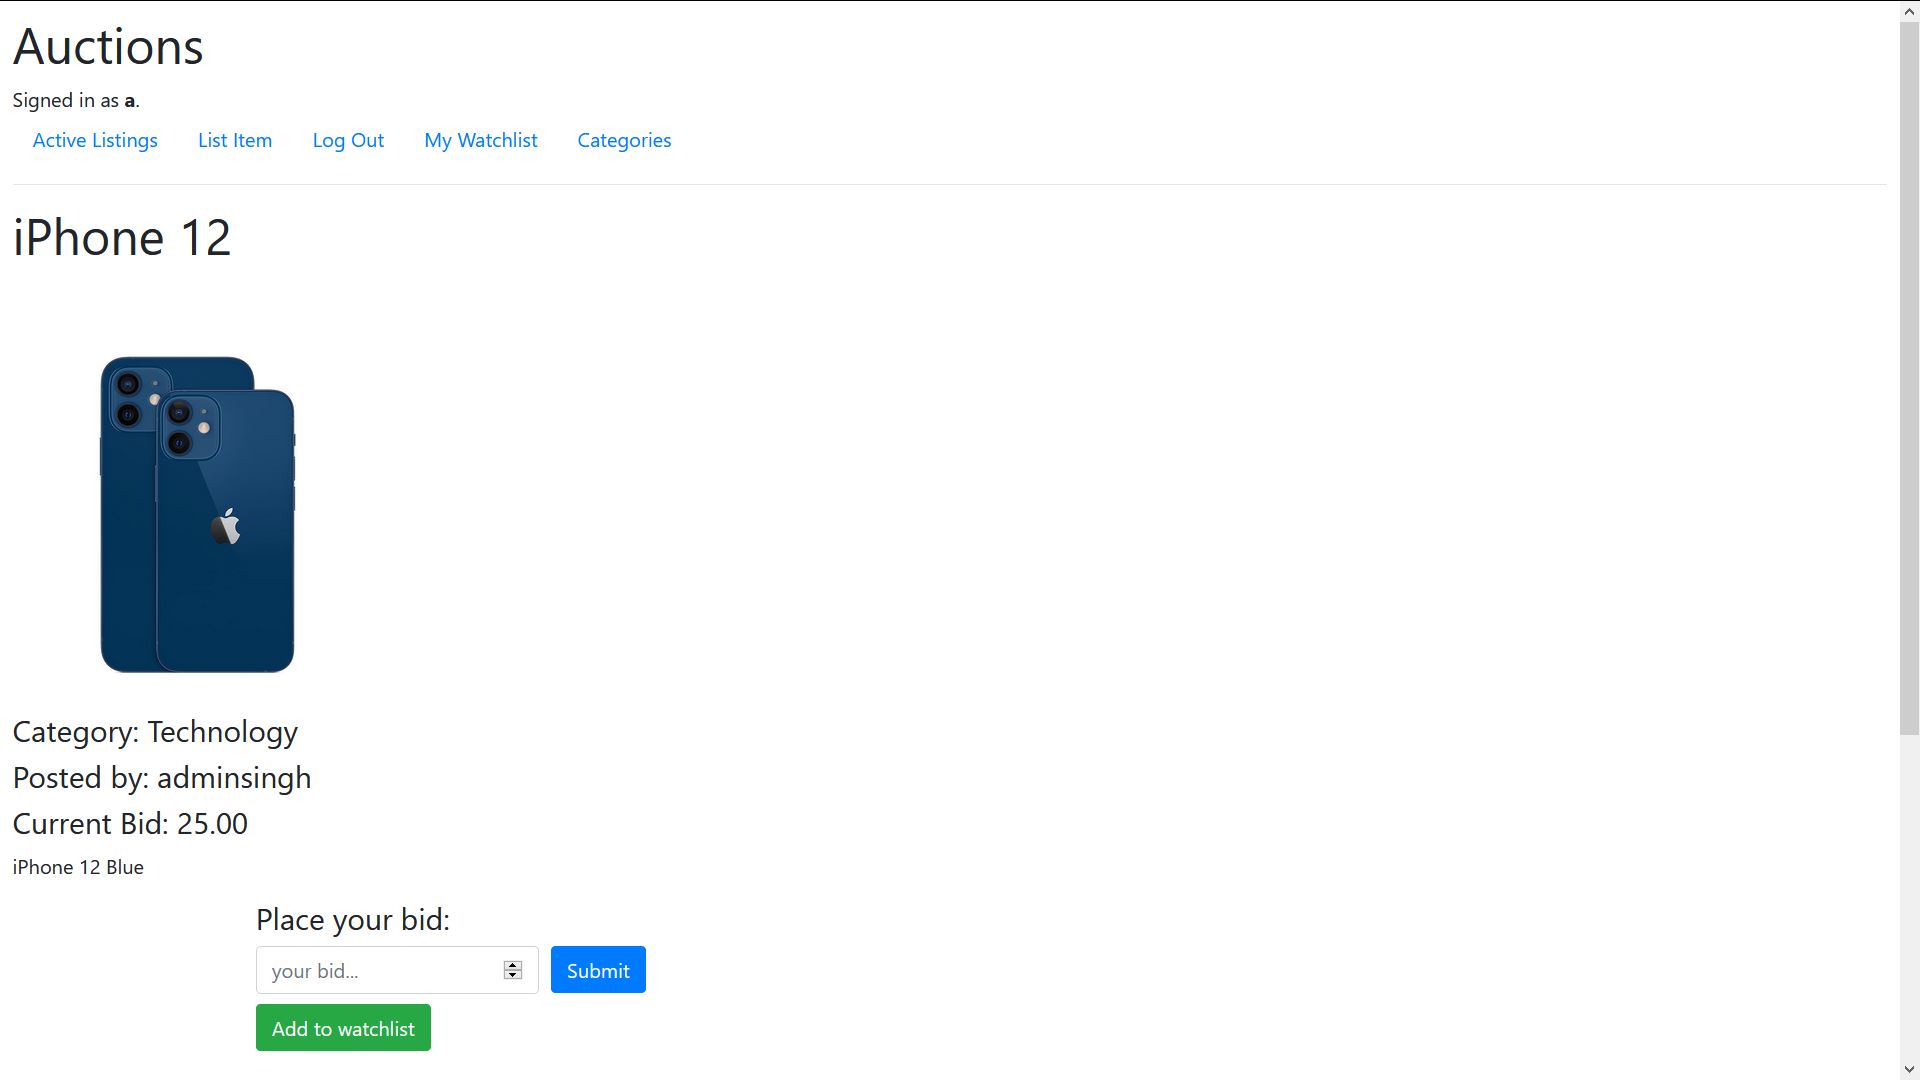 Auctions
Signed in as a.
Active Listings List Item Log Out My Watchlist Categories
iPhone 12
Category: Technology
Posted by: adminsingh
Current Bid: 25.00
iPhone 12 Blue
Place your bid:
your bid... Submit
Add to watchlist